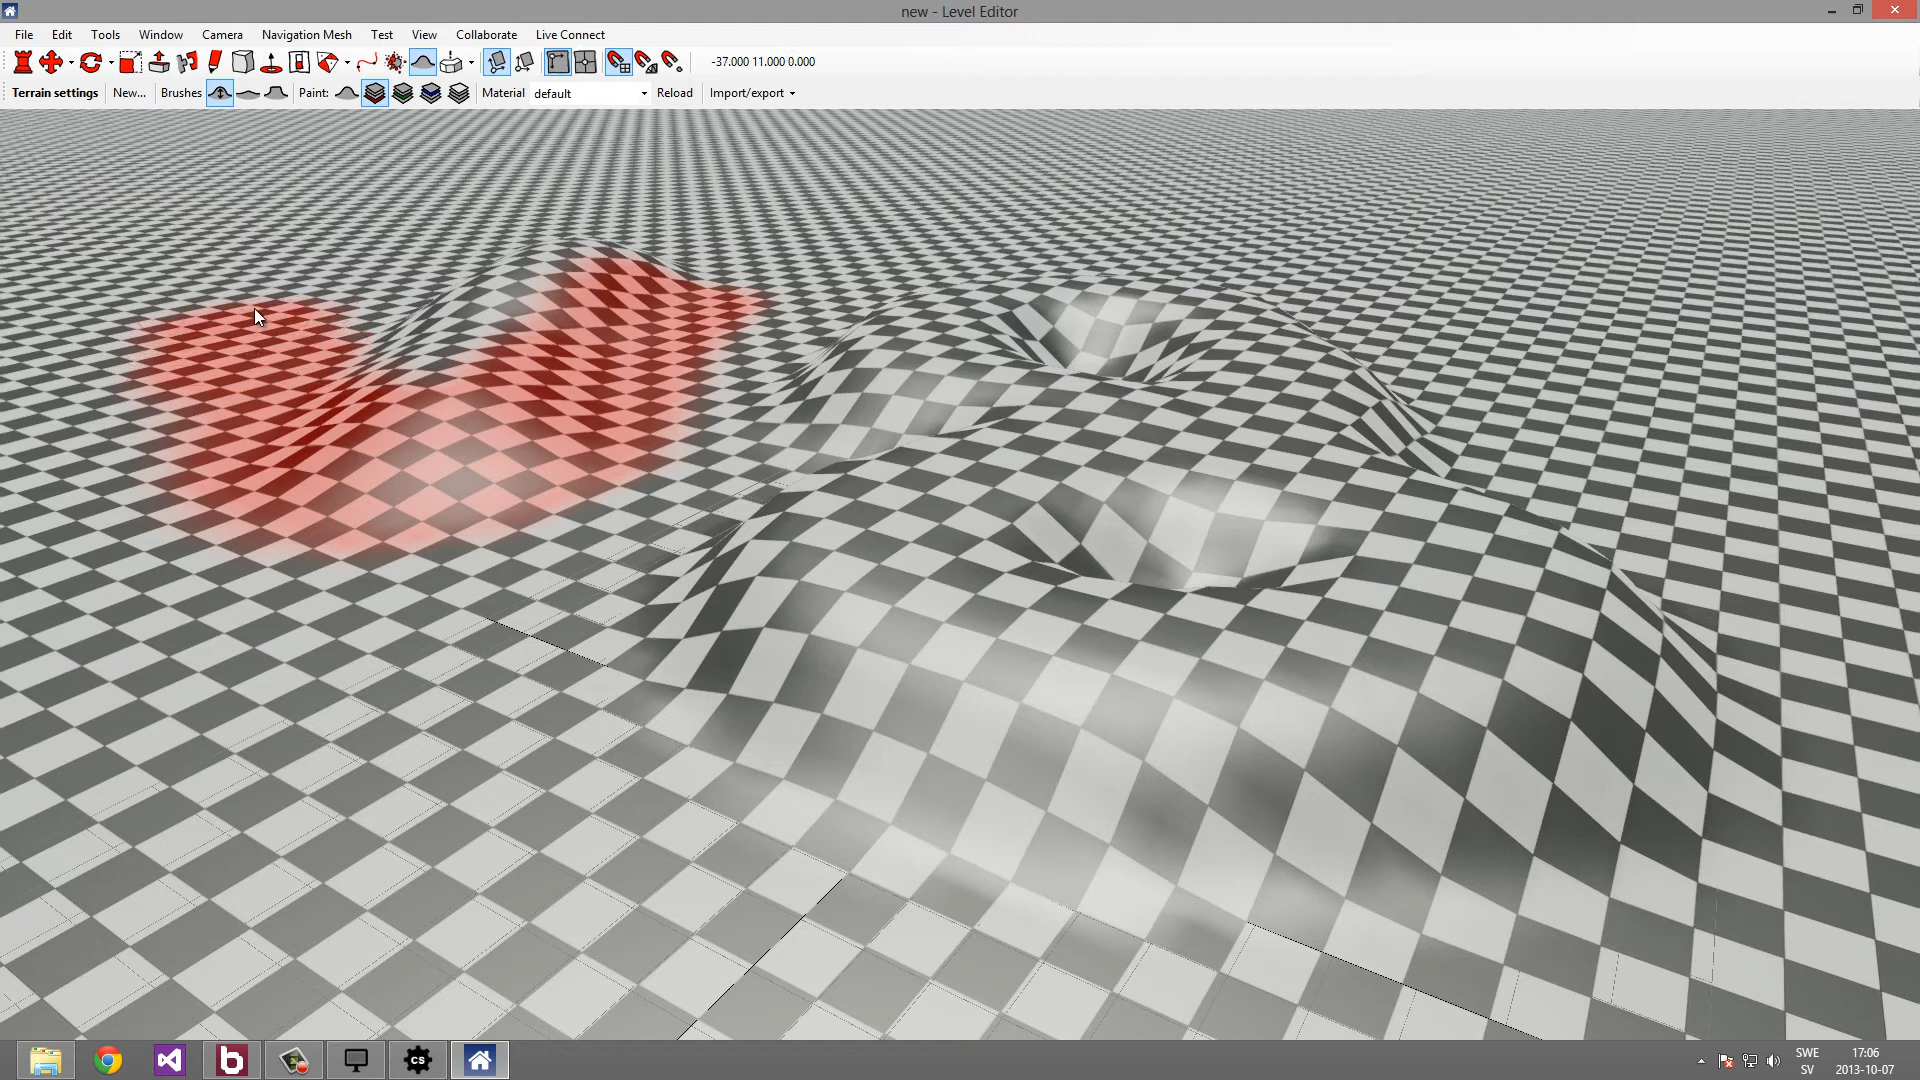 new - Level Editor
File Edit Tools Window Camera Navigation Mesh Test View Collaborate Live Connect
-37.000 11.000 0.000
Terrain settings New... Brushes Paint: Material default Reload Import/export
CS SWE 17:06
SV 2013-10-07